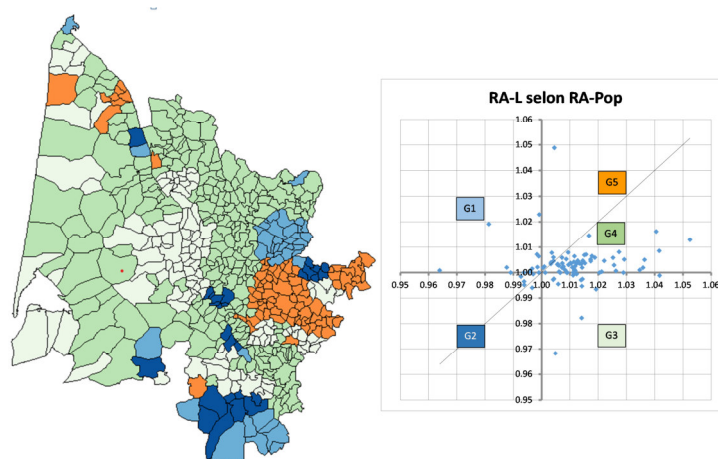 RA-L selon RA-Pop
1.06
1.05
1.04
1.03
1.02
1.01
1.00
0.99
0.98
0.97
0.96
0.95
0.95 0.96 0.97 0.98 0.99 1.00 1.01 1.02 1.03 1.04 1.05 1.06
G1
G5
G4
G2
G3